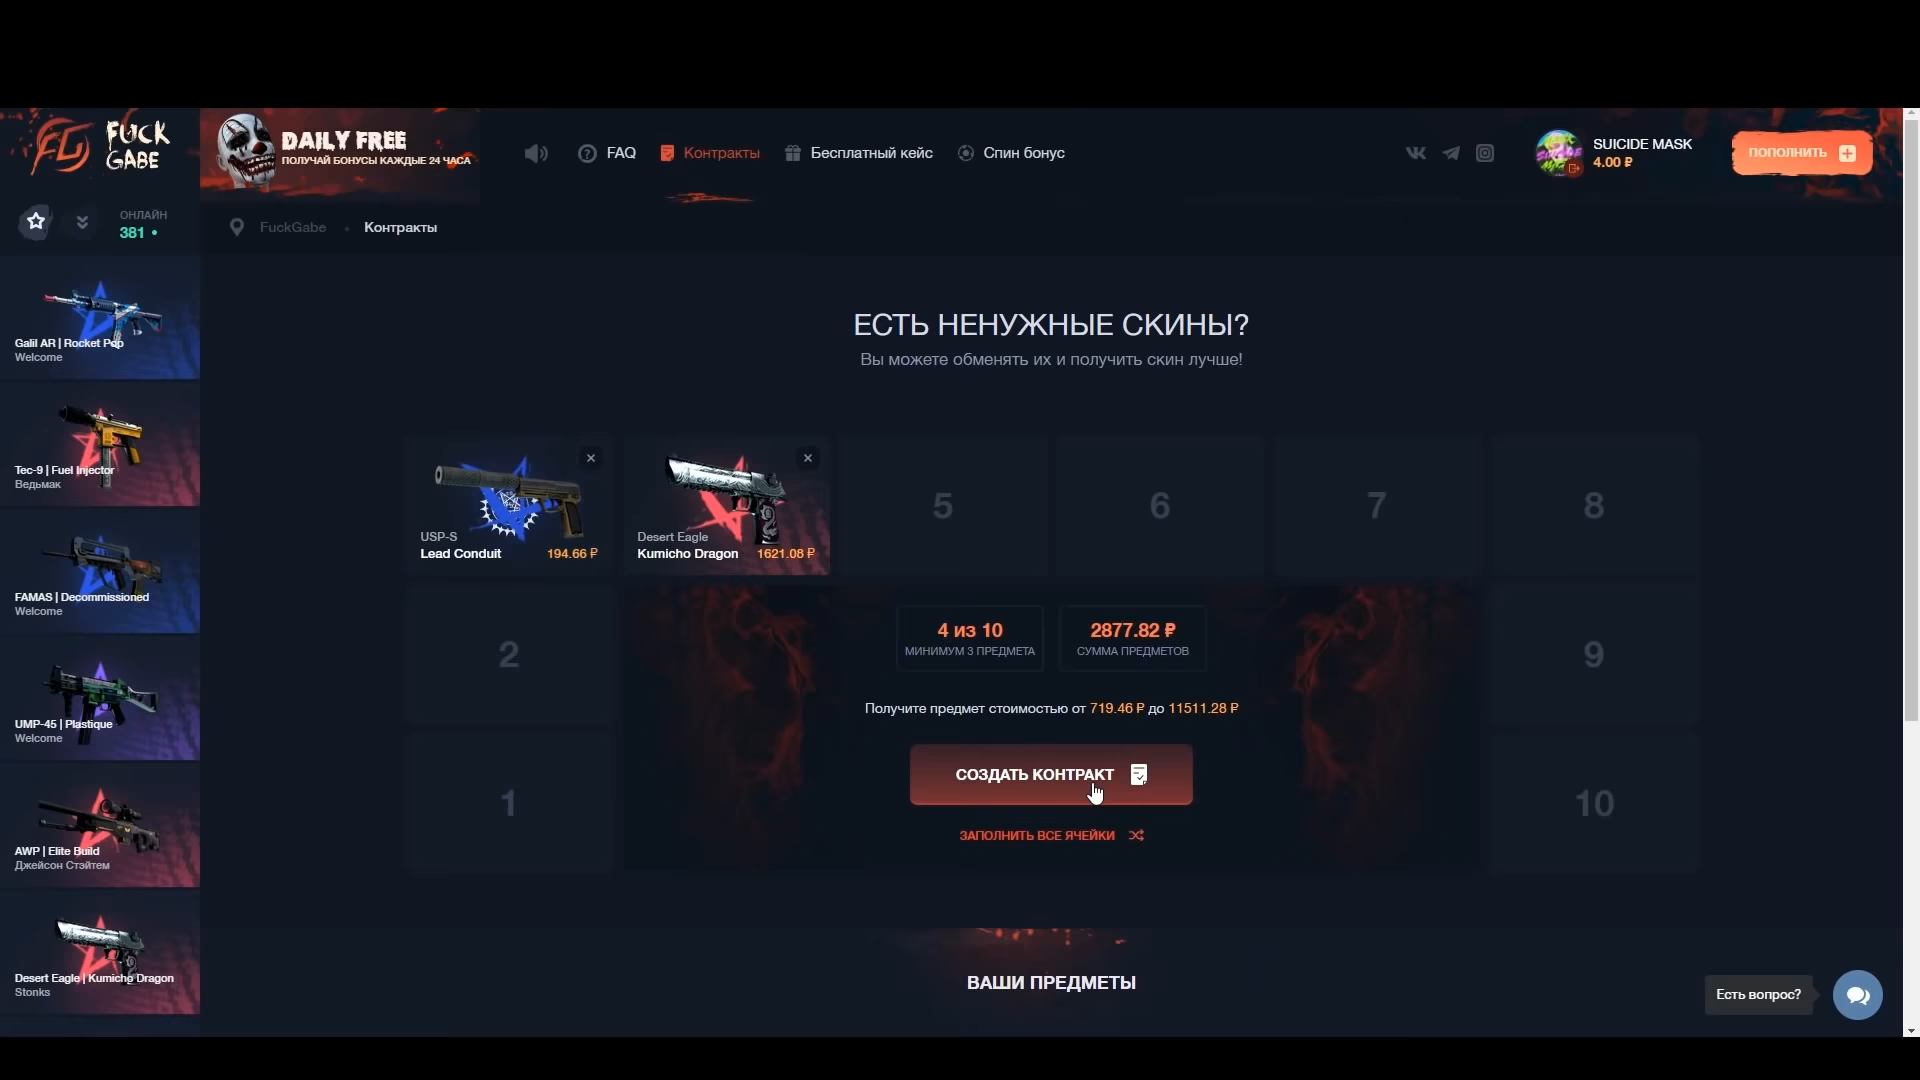 FUCK
GABE
DAILY FREE
ПОЛУЧАЙ БОНУСЫ КАЖДЫЕ 24 ЧАСА
FAQ
Контракты
Бесплатный кейс
Спин бонус
SUICIDE MASK
4.00 ₽
ПОПОЛНИТЬ
ОНЛАЙН
381
FuckGabe
Контракты
Galil AR | Rocket Pop
Welcome
Tec-9 | Fuel Injector
Ведьмак
FAMAS | Decommissioned
Welcome
UMP-45 | Plastique
Welcome
AWP | Elite Build
Джейсон Стэйтем
Desert Eagle | Kumicho Dragon
Stonks
ЕСТЬ НЕНУЖНЫЕ СКИНЫ?
Вы можете обменять их и получить скин лучше!
USP-S
Lead Conduit 194.66 ₽
Desert Eagle
Kumicho Dragon 1621.08 ₽
5
6
7
8
2
4 из 10
МИНИМУМ 3 ПРЕДМЕТА
2877.82 ₽
СУММА ПРЕДМЕТОВ
9
Получите предмет стоимостью от 719.46 ₽ до 11511.28 ₽
СОЗДАТЬ КОНТРАКТ
1
10
ЗАПОЛНИТЬ ВСЕ ЯЧЕЙКИ
ВАШИ ПРЕДМЕТЫ
Есть вопрос?